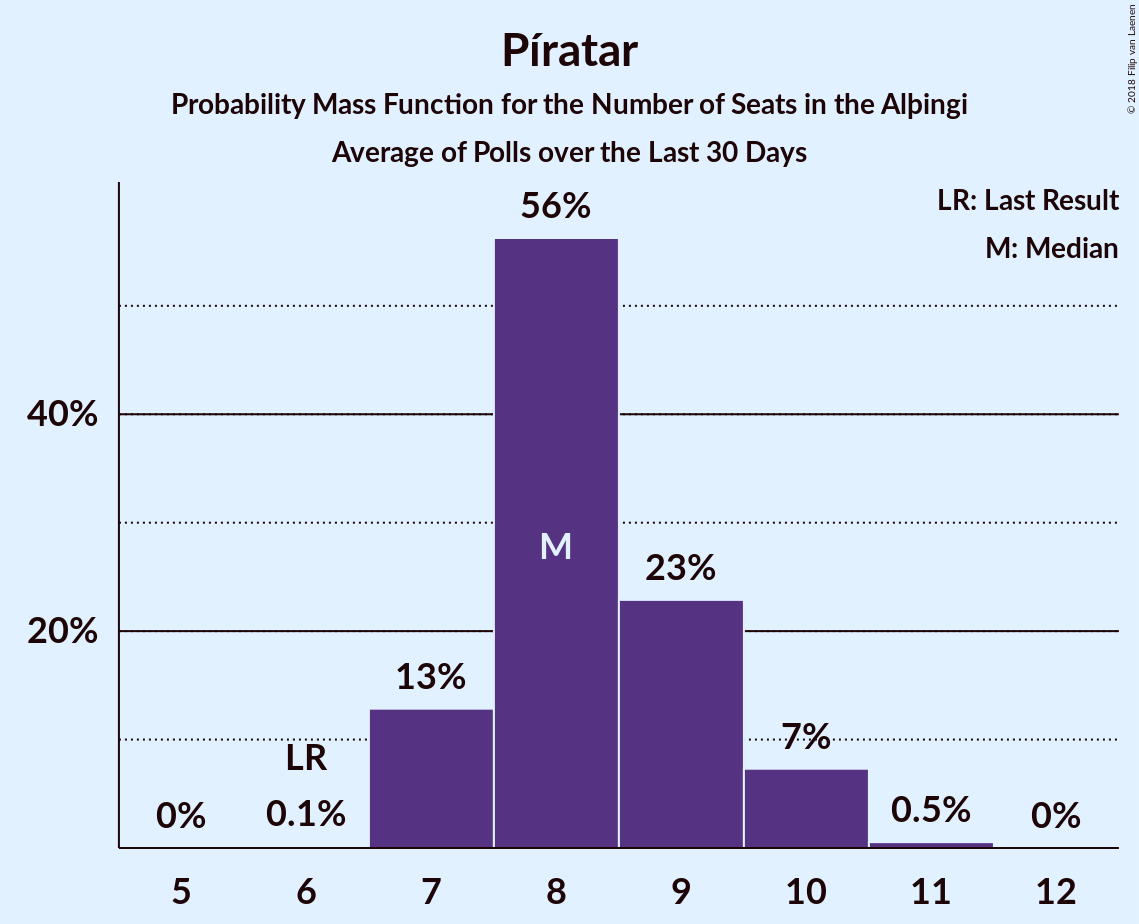 Píratar
Probability Mass Function for the Number of Seats in the Alþingi
Average of Polls over the Last 30 Days
© 2018 Filip van Laenen
LR: Last Result
M: Median
56%
40%
M
23%
20%
13%
7%
LR
0%
0.1%
0.5%
0%
5 6 7 8 9 10 11 12